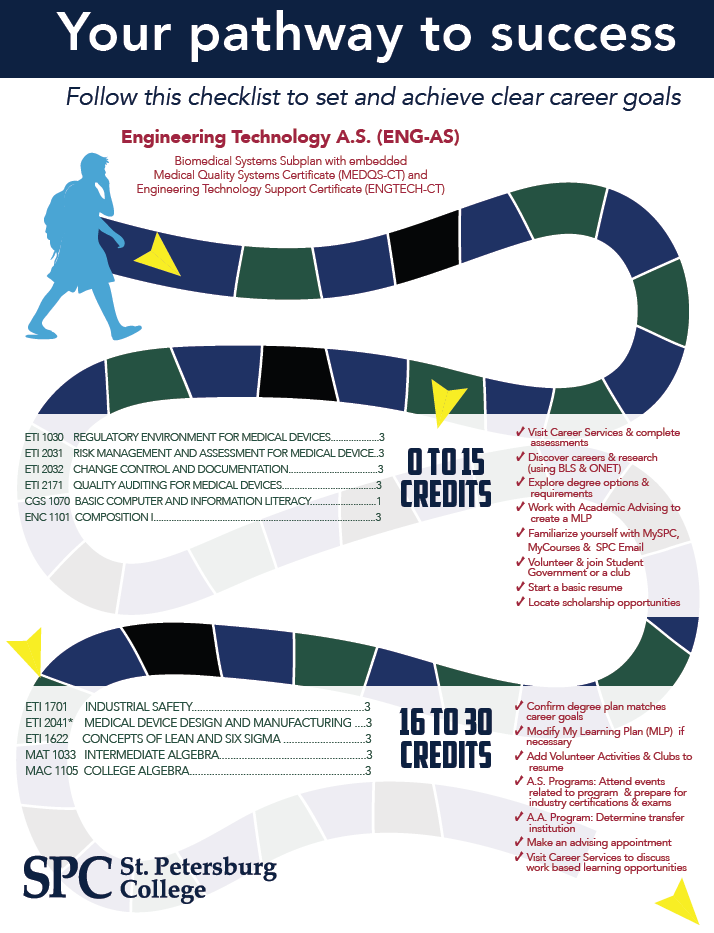 Your pathway to success
Follow this checklist to set and achieve clear career goals
Engineering Technology A.S. (ENG-AS)
Biomedical Systems Subplan with embedded
Medical Quality Systems Certificate (MEDQS-CT) and
Engineering Technology Support Certificate (ENGTECH-CT)
ETI 1030 REGULATORY ENVIRONMENT FOR MEDICAL DEVICES....................3
ETI 2031 RISK MANAGEMENT AND ASSESSMENT FOR MEDICAL DEVICE..3
ETI 2032 CHANGE CONTROL AND DOCUMENTATION......................................3
ETI 2171 QUALITY AUDITING FOR MEDICAL DEVICES.......................................3
CGS 1070 BASIC COMPUTER AND INFORMATION LITERACY...........................1
ENC 1101 COMPOSITION I............................................................................................3
0 TO 15
CREDITS
✓ Visit Career Services & complete
assessments
✓ Discover careers & research
(using BLS & ONET)
✓ Explore degree options &
requirements
✓ Work with Academic Advising to
create a MLP
✓ Familiarize yourself with MySPC,
MyCourses & SPC Email
✓ Volunteer & join Student
Government or a club
✓ Start a basic resume
✓ Locate scholarship opportunities
ETI 1701 INDUSTRIAL SAFETY.......................................................................3
ETI 2041* MEDICAL DEVICE DESIGN AND MANUFACTURING ....3
ETI 1622 CONCEPTS OF LEAN AND SIX SIGMA ..................................3
MAT 1033 INTERMEDIATE ALGEBRA..............................................................3
MAC 1105 COLLEGE ALGEBRA.........................................................................3
16 TO 30
CREDITS
✓ Confirm degree plan matches
career goals
✓ Modify My Learning Plan (MLP) if
necessary
✓ Add Volunteer Activities & Clubs to
resume
✓ A.S. Programs: Attend events
related to program & prepare for
industry certifications & exams
✓ A.A. Program: Determine transfer
institution
✓ Make an advising appointment
✓ Visit Career Services to discuss
work based learning opportunities
SPC St. Petersburg
College